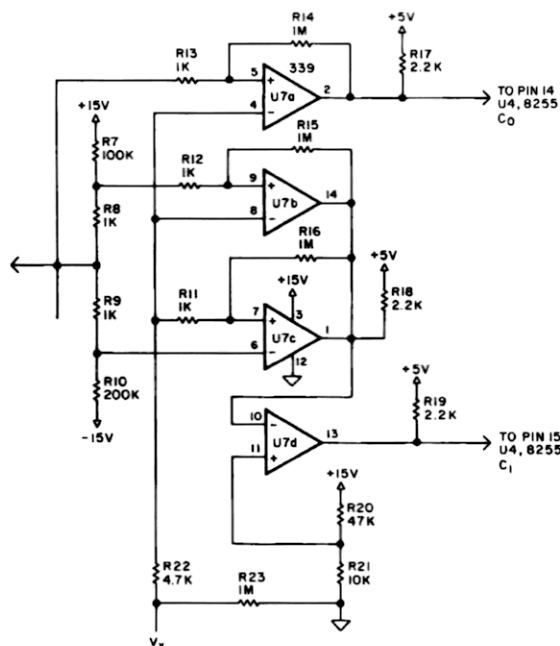 R14
1M
+5V
R13
1K
R17
2.2K
5
+
339
U7a
2
4
−
TO PIN 14
U4, 8255
C₀
+15V
R7
100K
R15
1M
R12
1K
9
+
U7b
14
8
−
R8
1K
R16
1M
+5V
R9
1K
R11
1K
+15V
3
7
+
U7c
1
6
−
12
R18
2.2K
R10
200K
−15V
+5V
R19
2.2K
10
−
U7d
13
11
+
TO PIN 15
U4, 8255
C₁
+15V
R20
47K
R22
4.7K
R23
1M
R21
10K